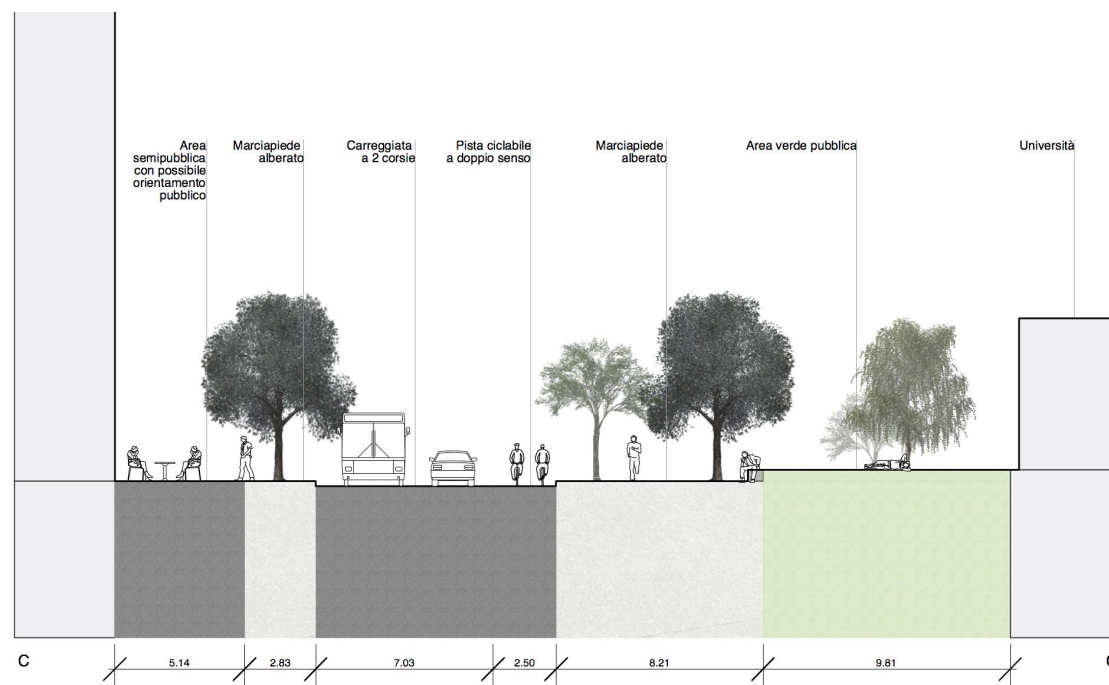 Area
semipubblica
con possibile
orientamento
pubblico
Marciapiede
alberato
Carreggiata
a 2 corsie
Pista ciclabile
a doppio senso
Marciapiede
alberato
Area verde pubblica
Università
C
5.14
2.83
7.03
2.50
8.21
9.81